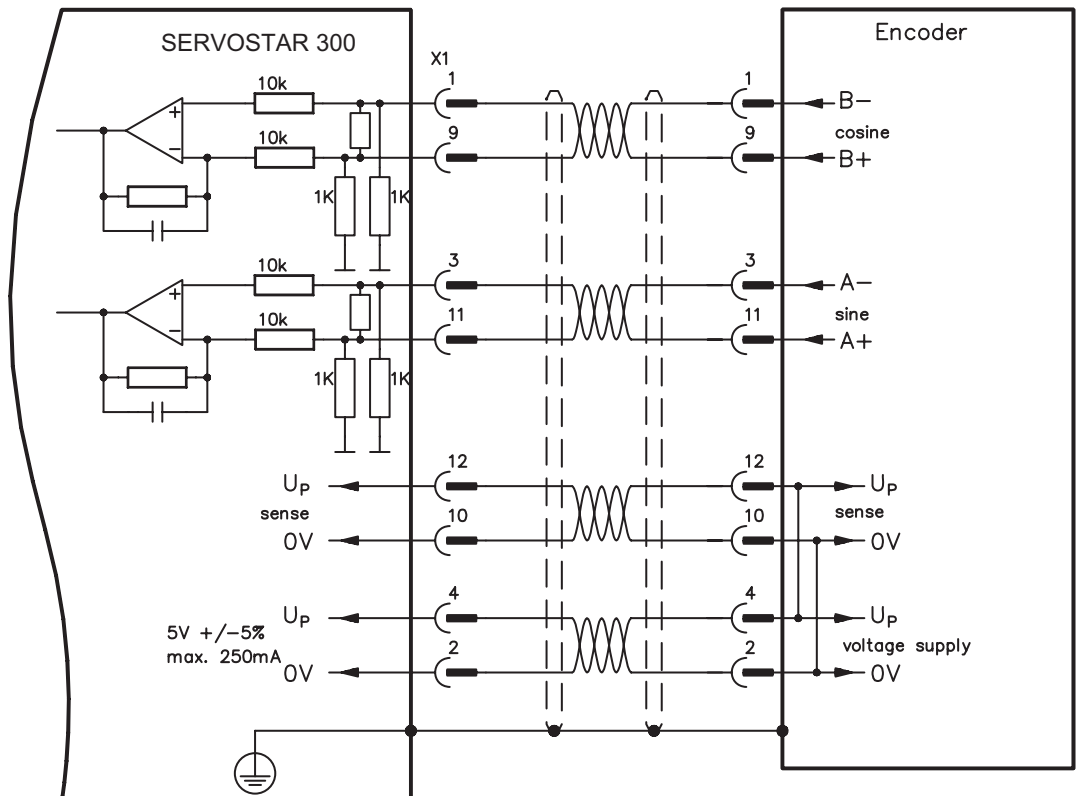 SERVOSTAR 300
Encoder
X1
10k
1
1
B–
cosine
10k
9
9
B+
1K
1K
10k
3
3
A–
sine
10k
11
11
A+
1K
1K
UP
12
12
UP
sense
sense
0V
10
10
0V
5V +/–5%
max. 250mA
UP
4
4
UP
voltage supply
0V
2
2
0V